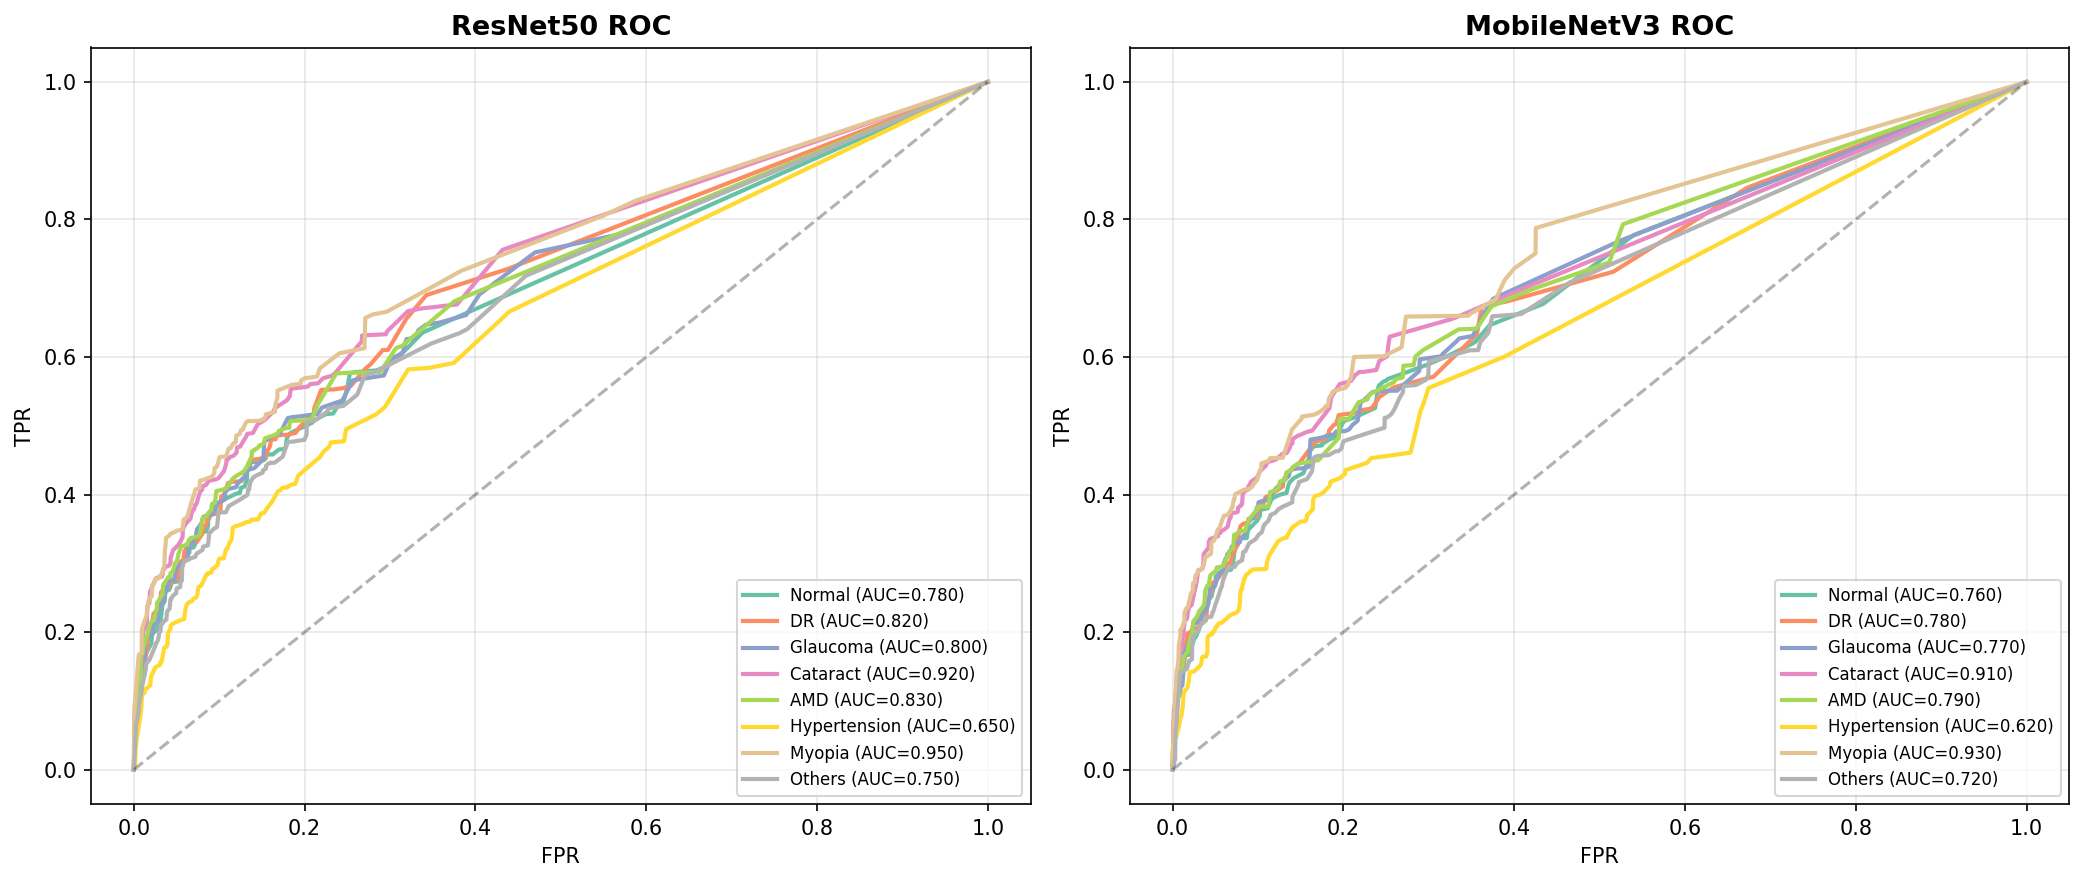 ResNet50 ROC
1.0
0.8
0.6
0.4
0.2
0.0
TPR
0.0 0.2 0.4 0.6 0.8 1.0
FPR
Normal (AUC=0.780)
DR (AUC=0.820)
Glaucoma (AUC=0.800)
Cataract (AUC=0.920)
AMD (AUC=0.830)
Hypertension (AUC=0.650)
Myopia (AUC=0.950)
Others (AUC=0.750)
MobileNetV3 ROC
1.0
0.8
0.6
0.4
0.2
0.0
TPR
0.0 0.2 0.4 0.6 0.8 1.0
FPR
Normal (AUC=0.760)
DR (AUC=0.780)
Glaucoma (AUC=0.770)
Cataract (AUC=0.910)
AMD (AUC=0.790)
Hypertension (AUC=0.620)
Myopia (AUC=0.930)
Others (AUC=0.720)